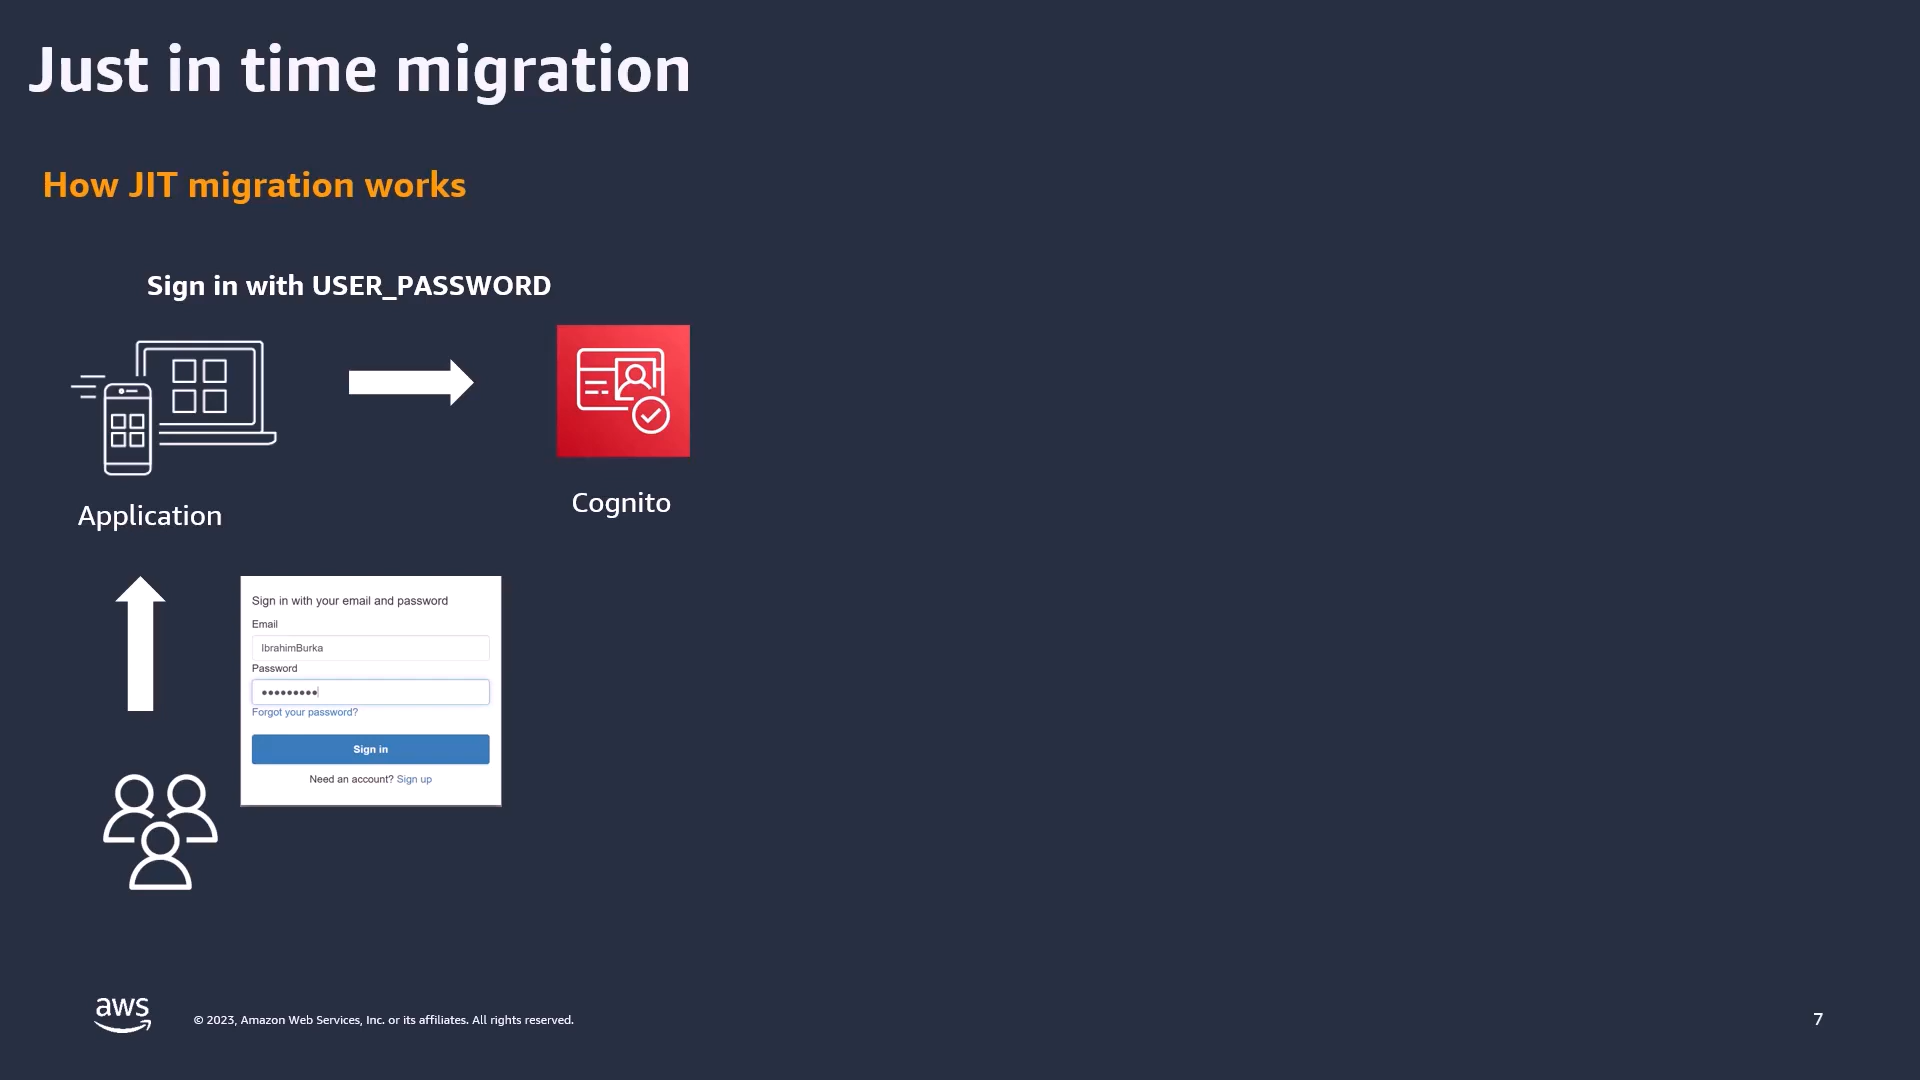 Just in time migration
How JIT migration works
Sign in with USER_PASSWORD
Application
Cognito
Sign in with your email and password
Email
IbrahimBurka
Password
Forgot your password?
Sign in
Need an account? Sign up
aws
© 2023, Amazon Web Services, Inc. or its affiliates. All rights reserved.
7